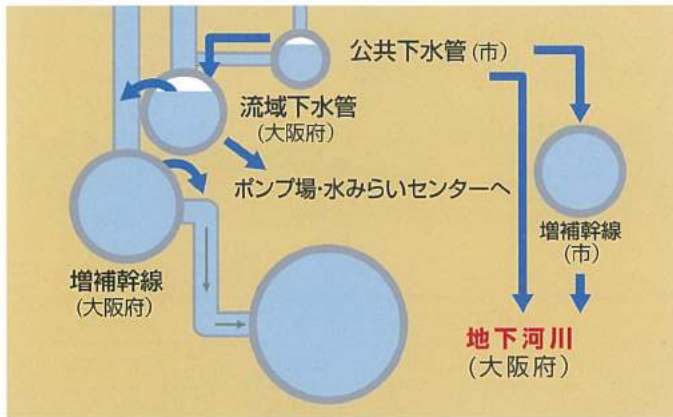 公共下水管(市)
流域下水管
(大阪府)
ポンプ場・水みらいセンターへ
増補幹線
(市)
増補幹線
(大阪府)
地下河川
(大阪府)